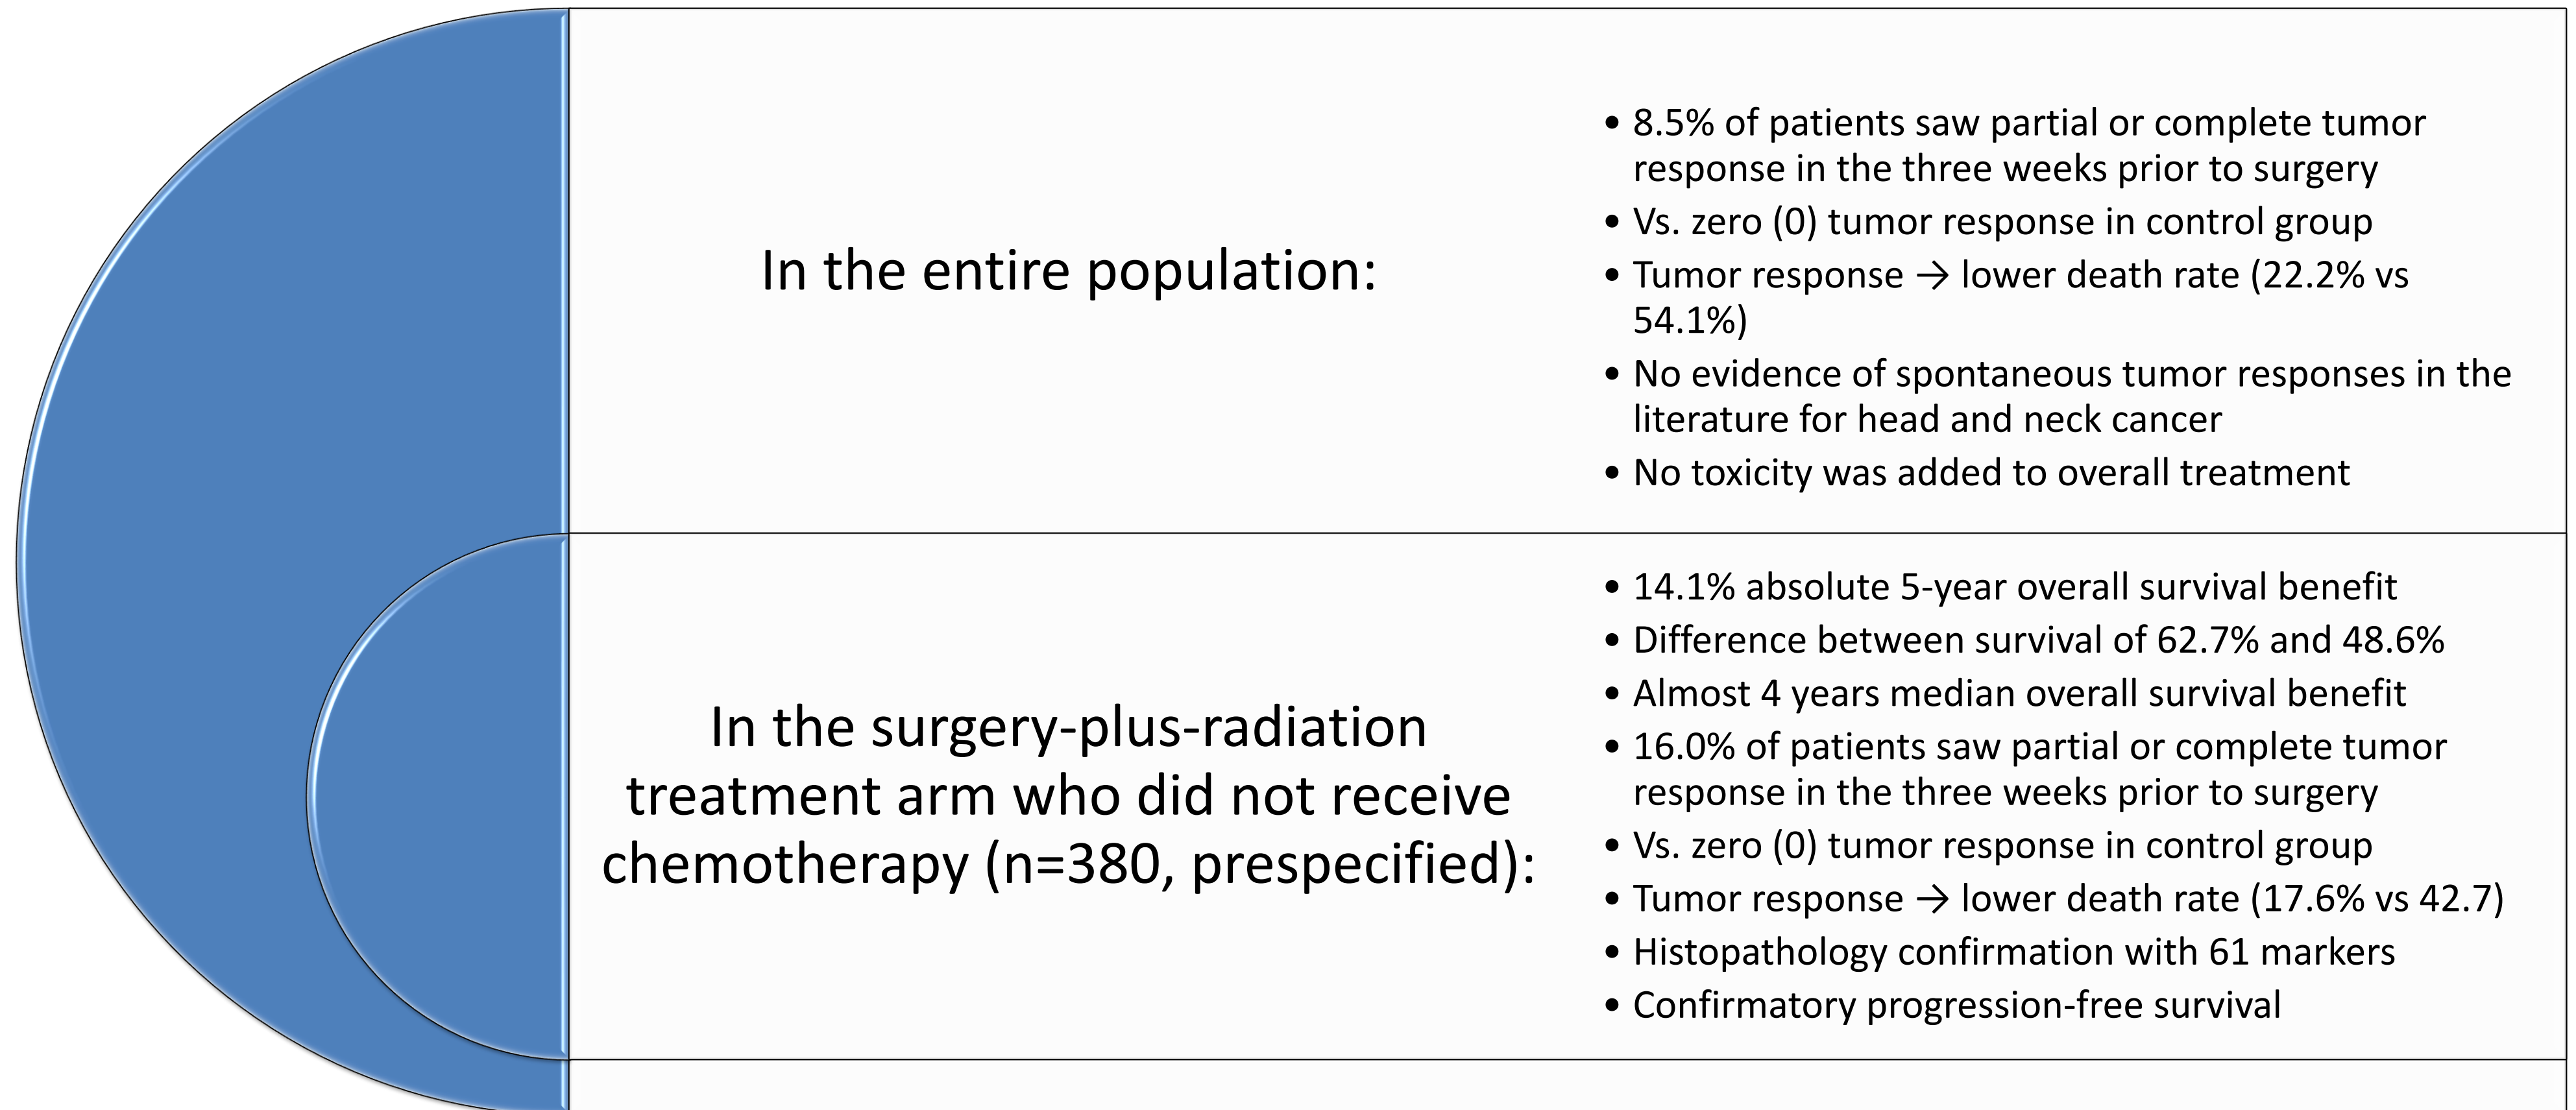 In the entire population:
• 8.5% of patients saw partial or complete tumor
response in the three weeks prior to surgery
• Vs. zero (0) tumor response in control group
• Tumor response → lower death rate (22.2% vs
54.1%)
• No evidence of spontaneous tumor responses in the
literature for head and neck cancer
• No toxicity was added to overall treatment
In the surgery-plus-radiation
treatment arm who did not receive
chemotherapy (n=380, prespecified):
• 14.1% absolute 5-year overall survival benefit
• Difference between survival of 62.7% and 48.6%
• Almost 4 years median overall survival benefit
• 16.0% of patients saw partial or complete tumor
response in the three weeks prior to surgery
• Vs. zero (0) tumor response in control group
• Tumor response → lower death rate (17.6% vs 42.7)
• Histopathology confirmation with 61 markers
• Confirmatory progression-free survival